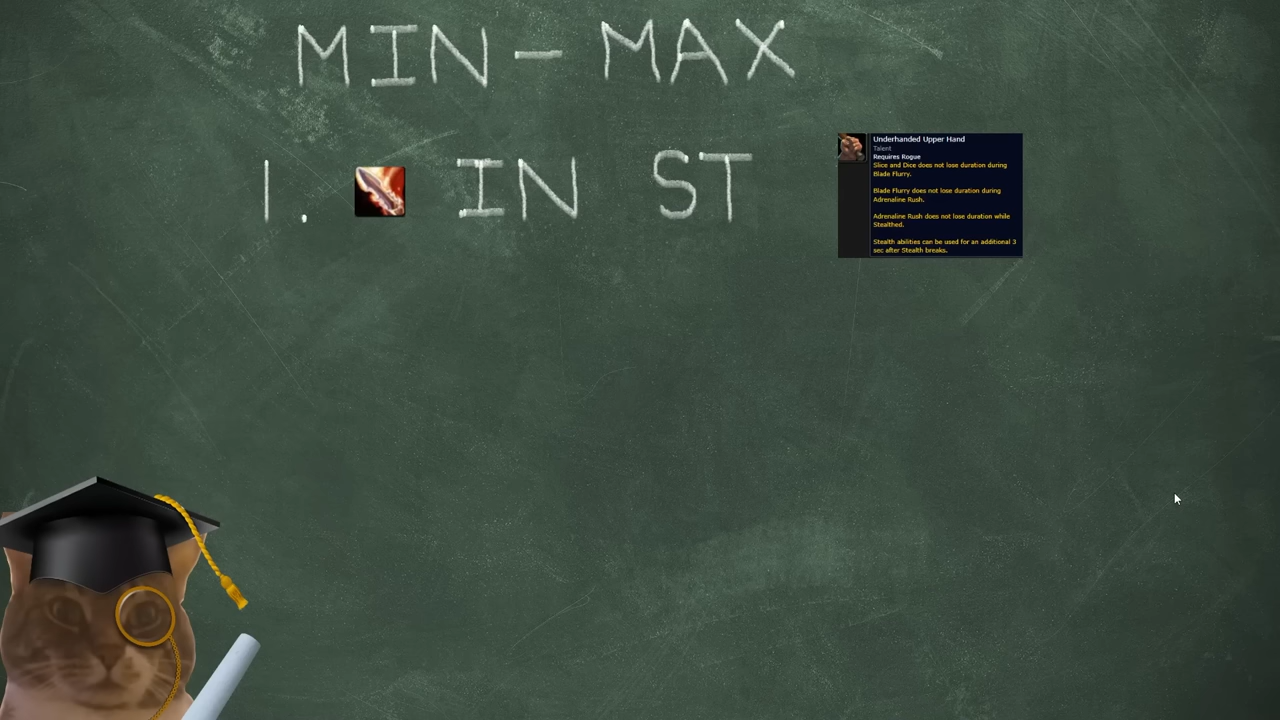 MIN-MAX
1. IN ST
Underhanded Upper Hand
Talent
Requires Rogue
Slice and Dice does not lose duration during
Blade Flurry.
Blade Flurry does not lose duration during
Adrenaline Rush.
Adrenaline Rush does not lose duration while
Stealthed.
Stealth abilities can be used for an additional 3
sec after Stealth breaks.